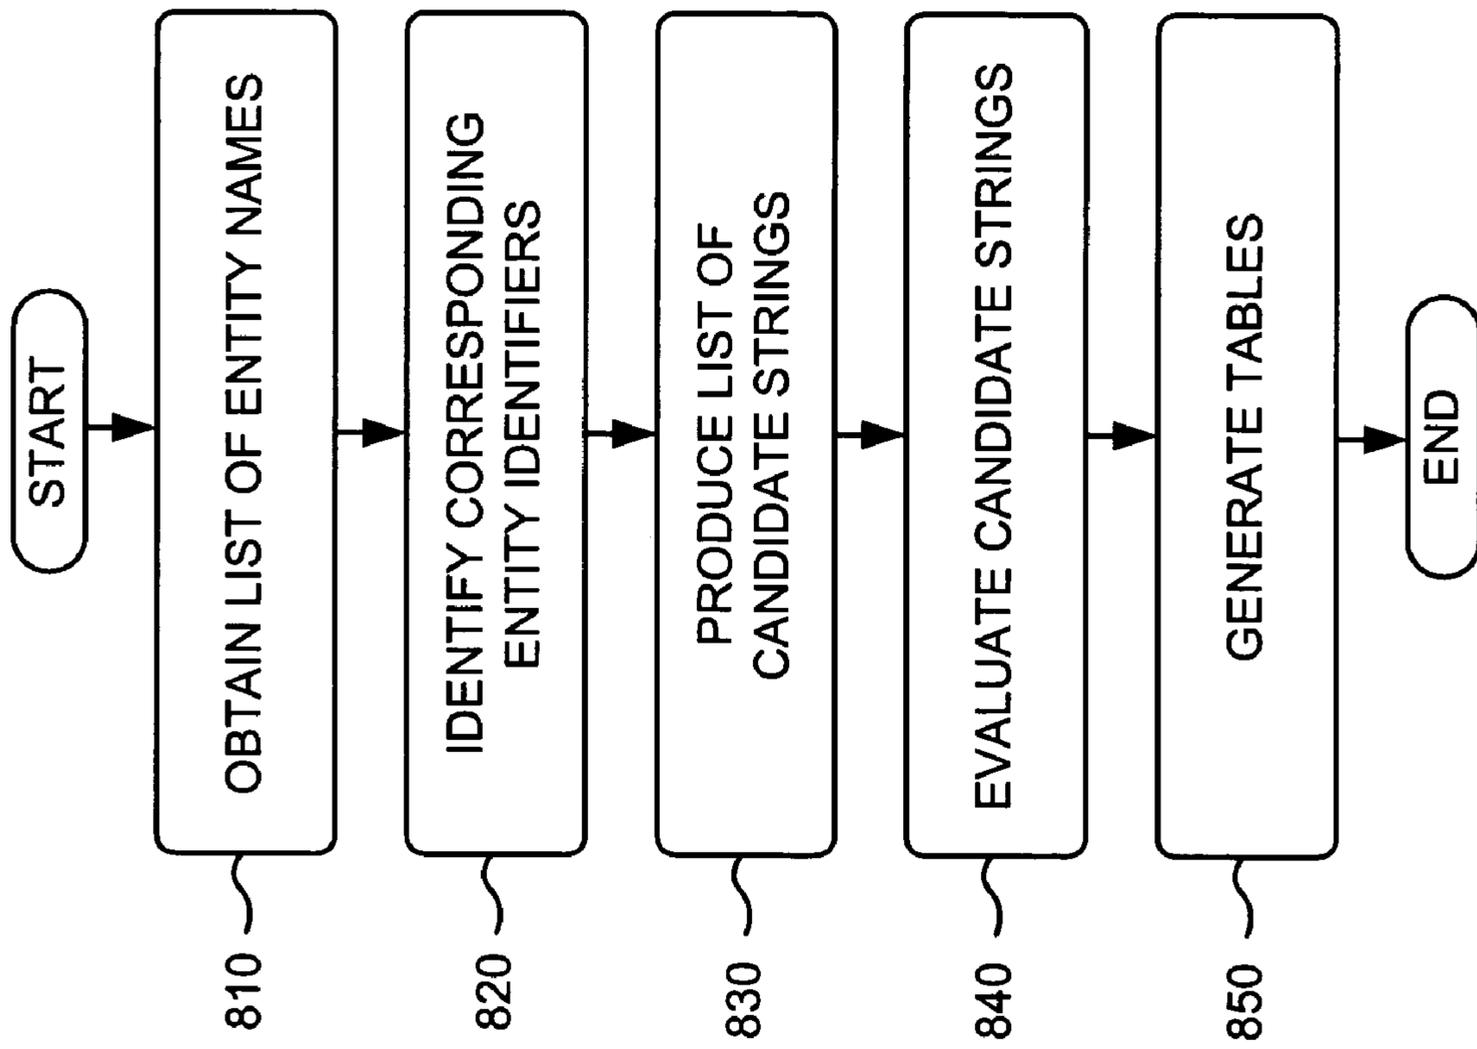 START
810
OBTAIN LIST OF ENTITY NAMES
820
IDENTIFY CORRESPONDING
ENTITY IDENTIFIERS
830
PRODUCE LIST OF
CANDIDATE STRINGS
840
EVALUATE CANDIDATE STRINGS
850
GENERATE TABLES
END